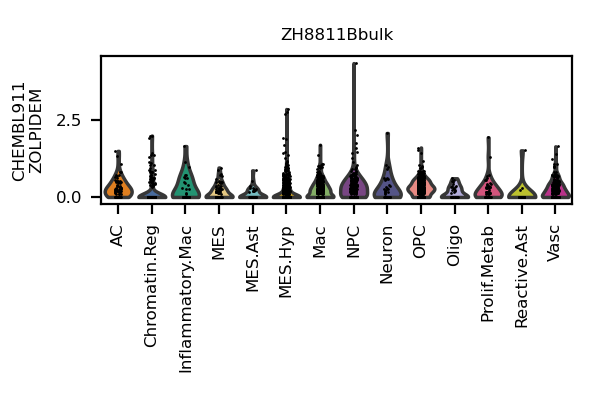 ZH8811Bbulk
CHEMBL911
ZOLPIDEM
2.5
0.0
AC
Chromatin.Reg
Inflammatory.Mac
MES
MES.Ast
MES.Hyp
Mac
NPC
Neuron
OPC
Oligo
Prolif.Metab
Reactive.Ast
Vasc